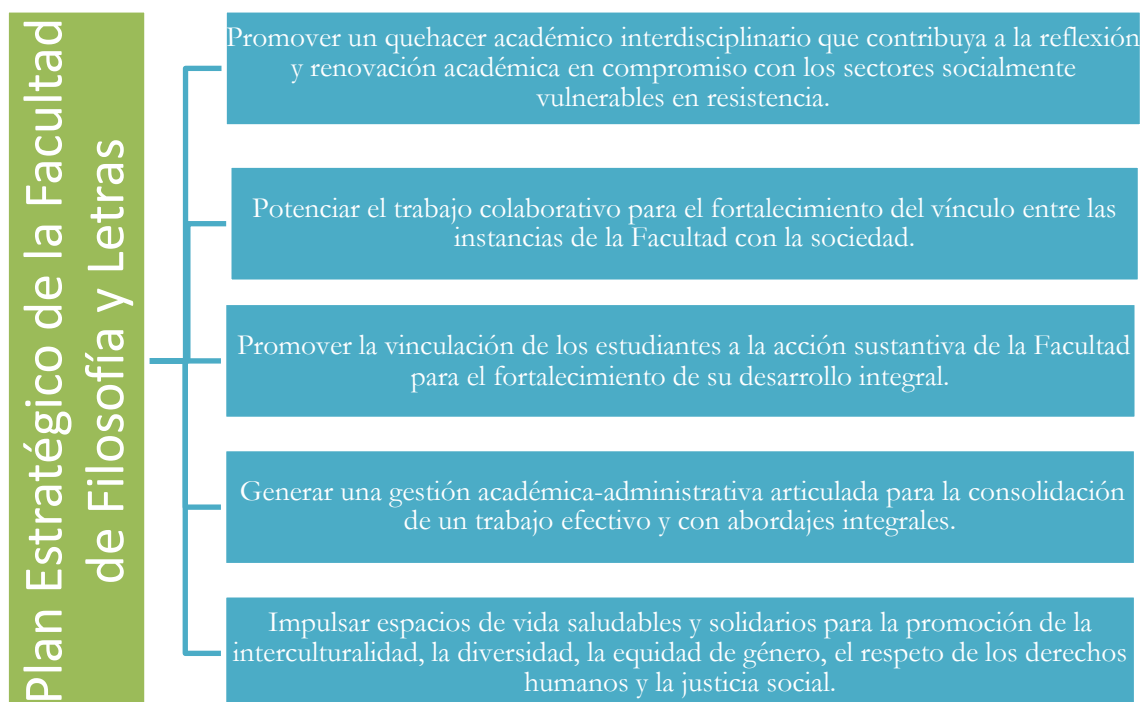 Plan Estratégico de la Facultad
de Filosofía y Letras
Promover un quehacer académico interdisciplinario que contribuya a la reflexión
y renovación académica en compromiso con los sectores socialmente
vulnerables en resistencia.
Potenciar el trabajo colaborativo para el fortalecimiento del vínculo entre las
instancias de la Facultad con la sociedad.
Promover la vinculación de los estudiantes a la acción sustantiva de la Facultad
para el fortalecimiento de su desarrollo integral.
Generar una gestión académica-administrativa articulada para la consolidación
de un trabajo efectivo y con abordajes integrales.
Impulsar espacios de vida saludables y solidarios para la promoción de la
interculturalidad, la diversidad, la equidad de género, el respeto de los derechos
humanos y la justicia social.